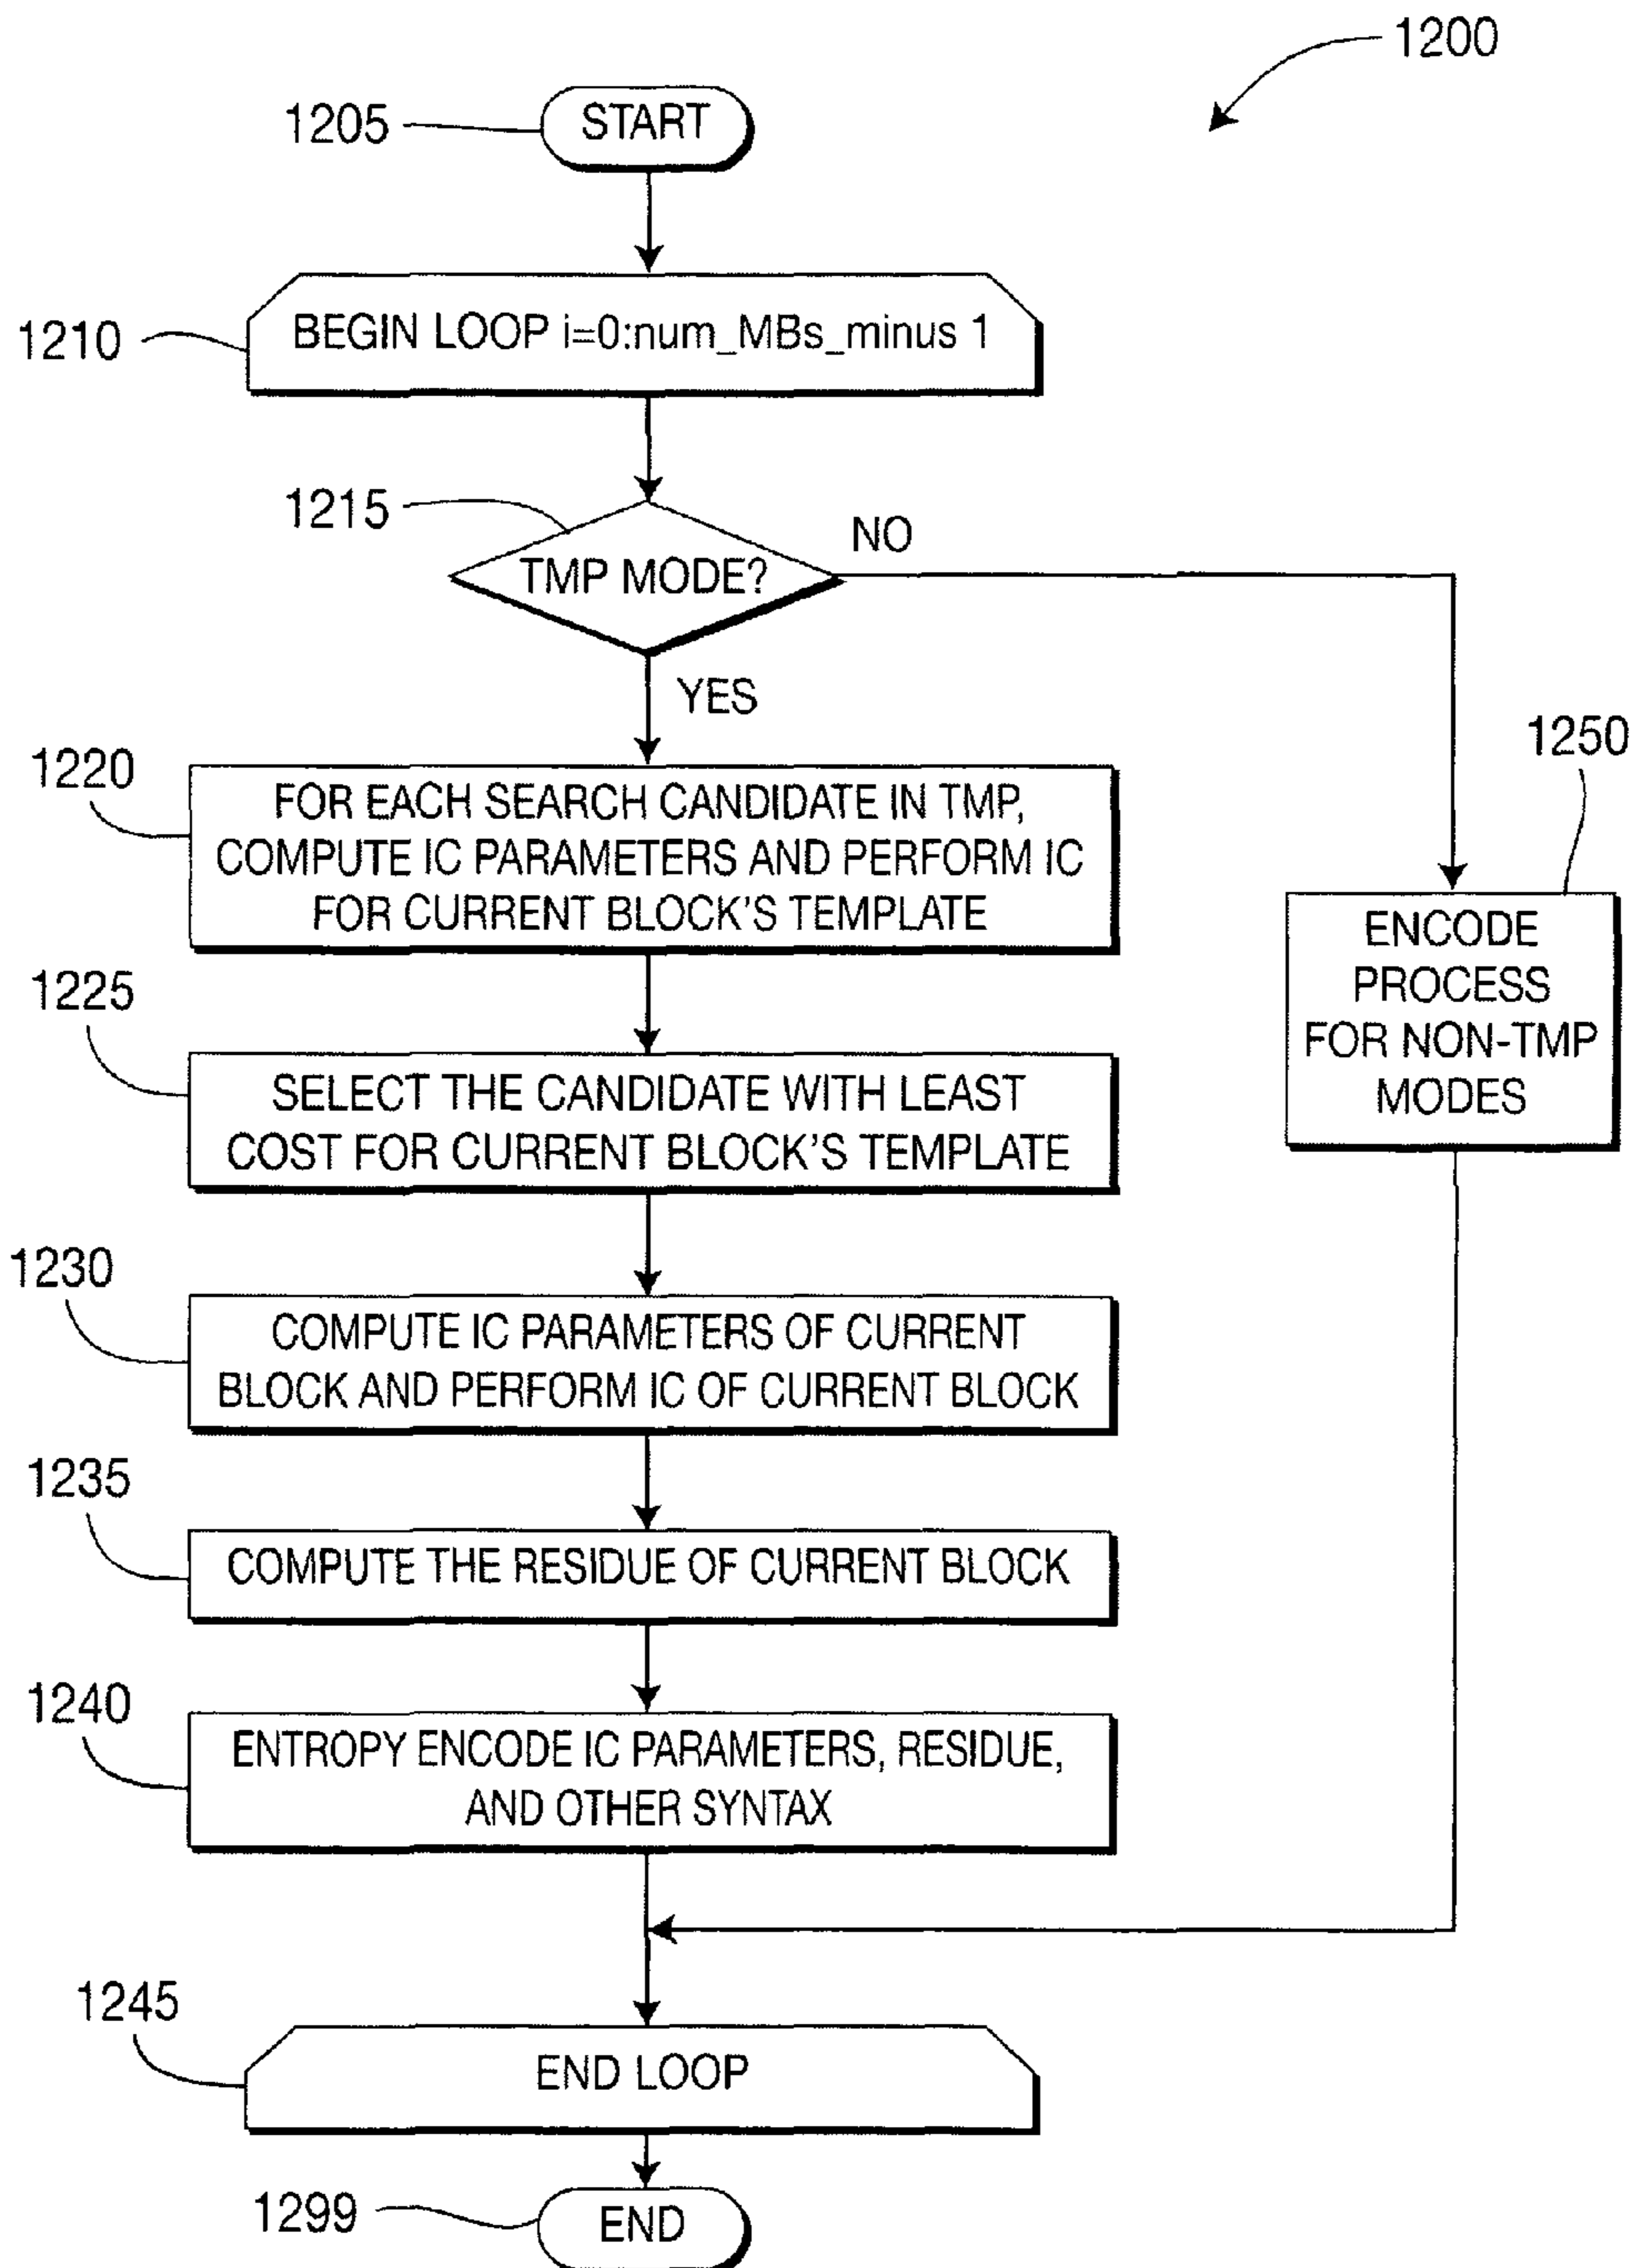 1200
1205
START
1210
BEGIN LOOP i=0:num_MBs_minus 1
1215
TMP MODE?
NO
YES
1220
FOR EACH SEARCH CANDIDATE IN TMP,
COMPUTE IC PARAMETERS AND PERFORM IC
FOR CURRENT BLOCK'S TEMPLATE
1250
ENCODE
PROCESS
FOR NON-TMP
MODES
1225
SELECT THE CANDIDATE WITH LEAST
COST FOR CURRENT BLOCK'S TEMPLATE
1230
COMPUTE IC PARAMETERS OF CURRENT
BLOCK AND PERFORM IC OF CURRENT BLOCK
1235
COMPUTE THE RESIDUE OF CURRENT BLOCK
1240
ENTROPY ENCODE IC PARAMETERS, RESIDUE,
AND OTHER SYNTAX
1245
END LOOP
1299
END